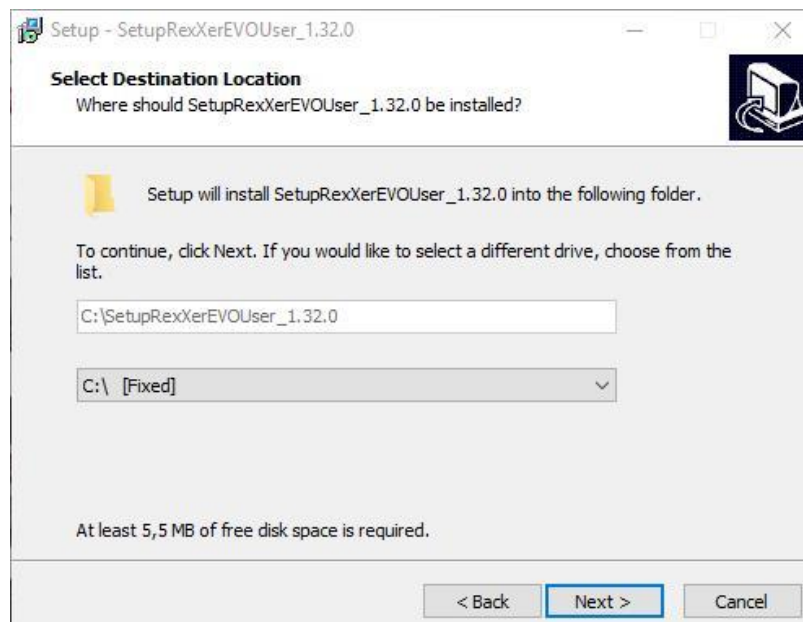 Setup - SetupRexXerEVOUser_1.32.0
Select Destination Location
Where should SetupRexXerEVOUser_1.32.0 be installed?
Setup will install SetupRexXerEVOUser_1.32.0 into the following folder.
To continue, click Next. If you would like to select a different drive, choose from the
list.
C:\SetupRexXerEVOUser_1.32.0
C:\ [Fixed]
At least 5,5 MB of free disk space is required.
< Back Next > Cancel